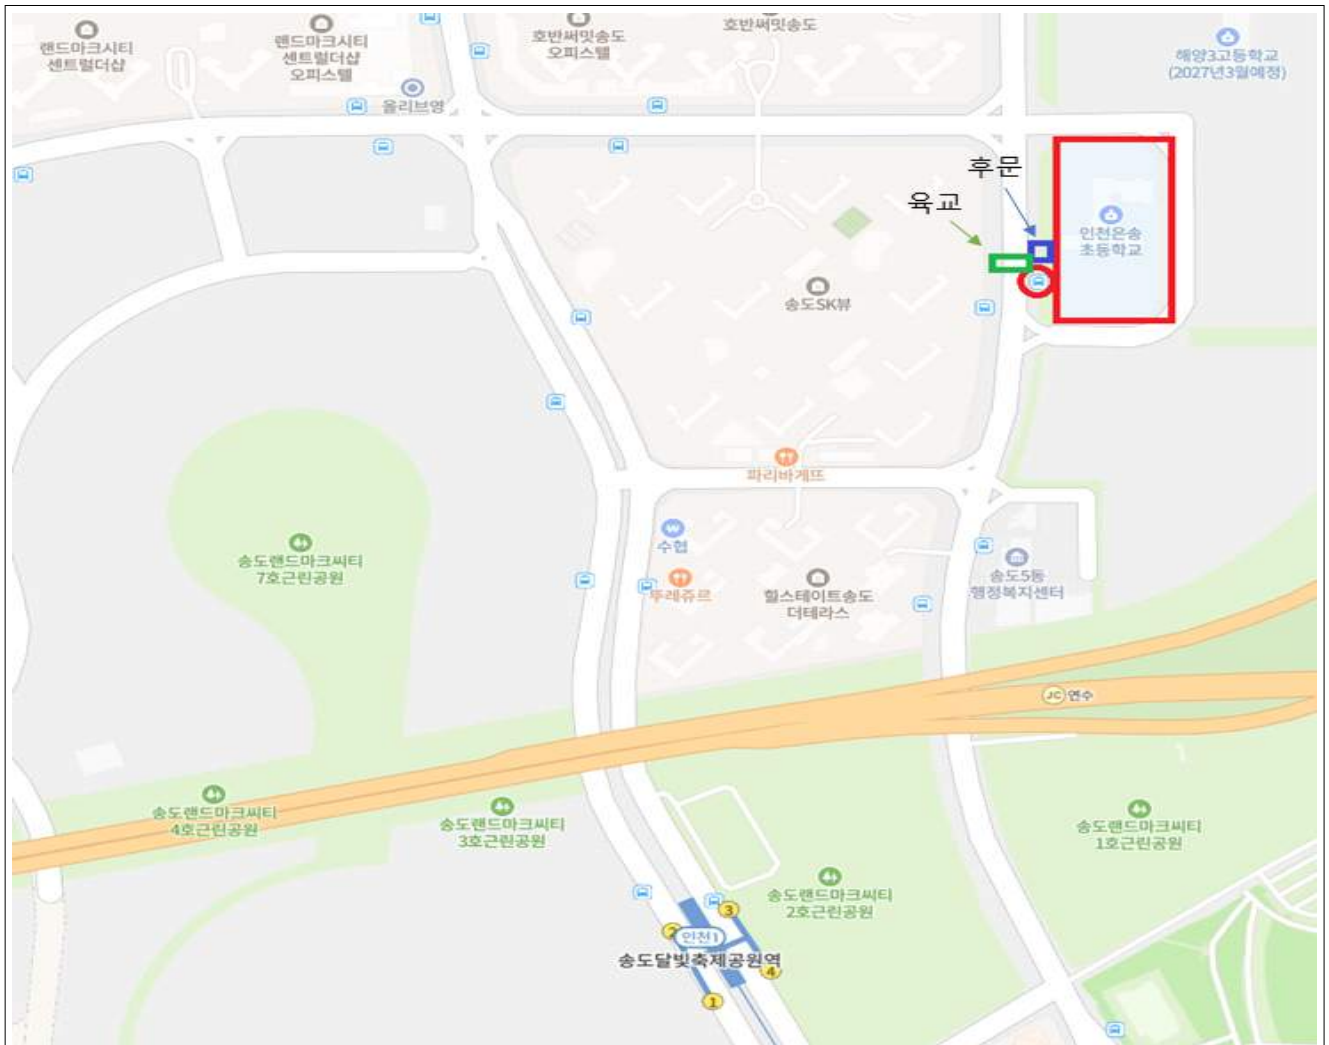 랜드마크시티
센트럴더샵
랜드마크시티
센트럴더샵
오피스텔
호반써밋송도
오피스텔
호반써밋송도
해양3고등학교
(2027년3월예정)
올리브영
후문
육교
인천은송
초등학교
송도SK뷰
파리바게뜨
수협
뚜레쥬르
힐스테이트송도
더테라스
송도5동
행정복지센터
송도랜드마크씨티
7호근린공원
JC 연수
송도랜드마크씨티
4호근린공원
송도랜드마크씨티
3호근린공원
송도랜드마크씨티
1호근린공원
송도랜드마크씨티
2호근린공원
3
2
인천1
송도달빛축제공원역
4
1